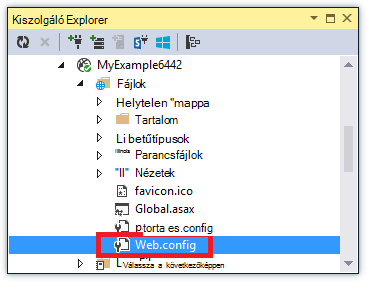 Kiszolgáló Explorer
MyExample6442
Fájlok
Helytelen "mappa
Tartalom
Li betűtípusok
Illinois Parancsfájlok
"II" Nézetek
favicon.ico
Global.asax
ptorta es.config
Web.config
L
Válassza a következőképpen